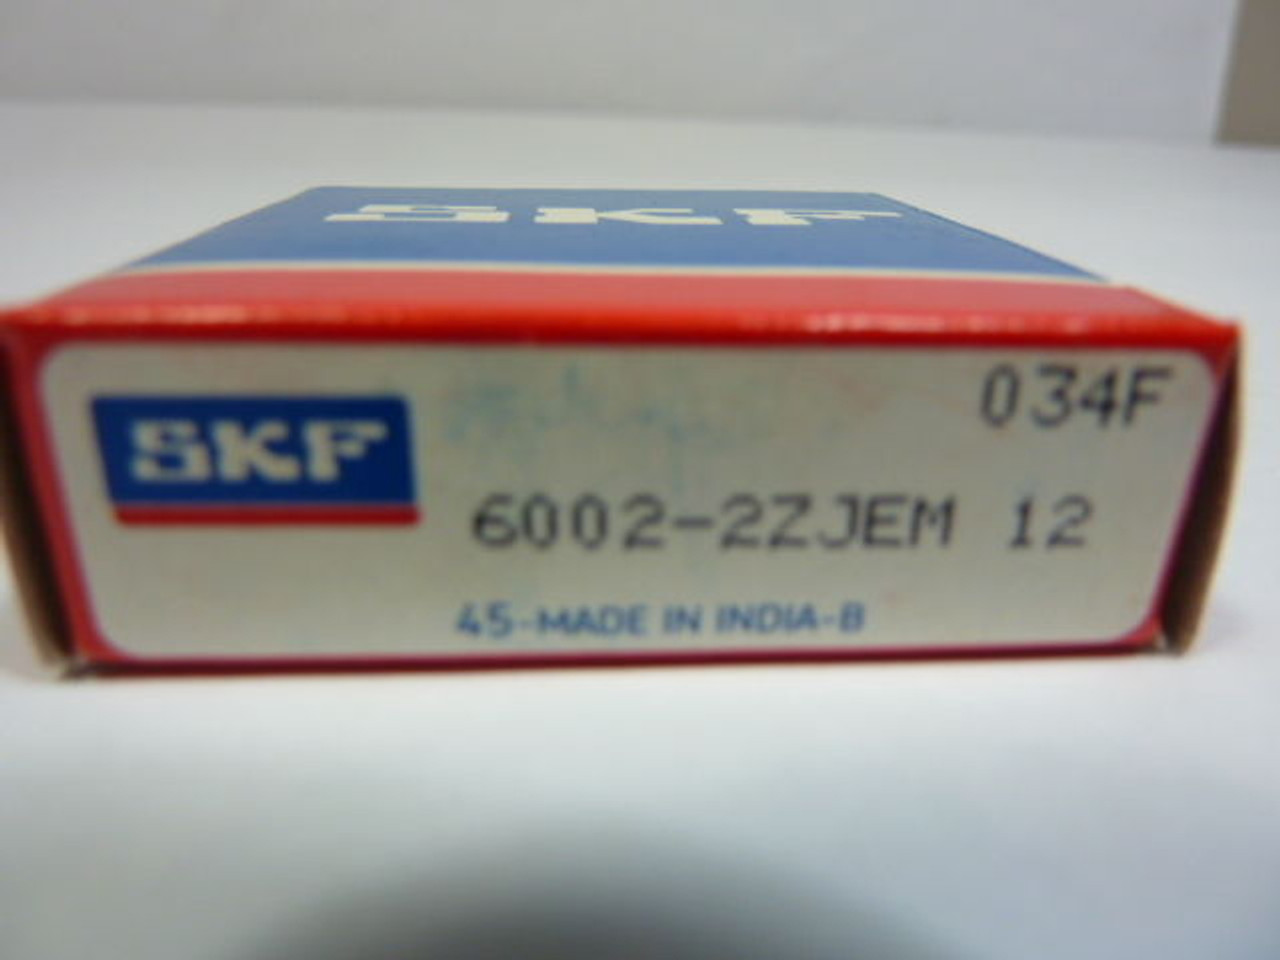 SKF
034F
SKF
6002-2ZJEM 12
45-MADE IN INDIA-B